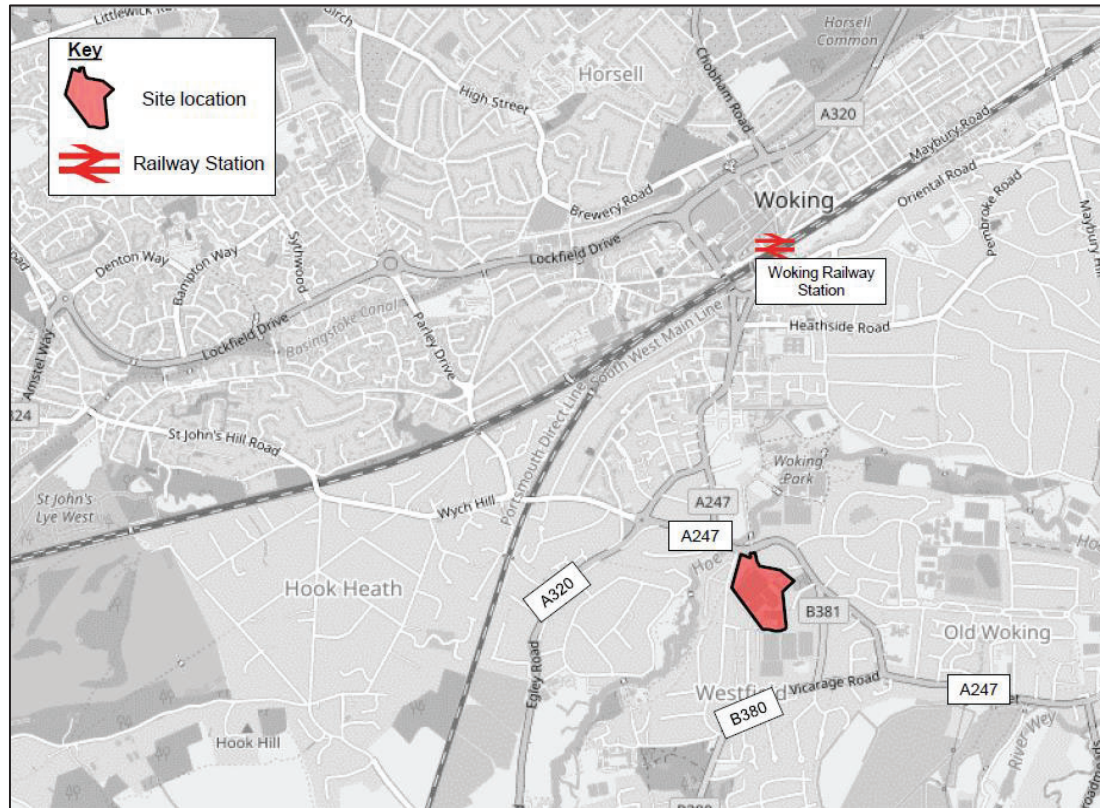 Key
Site location
Railway Station
Horsell
Common
Horsell
High Street
Chobham Road
A320
Maybury Road
Brewery Road
Woking
Oriental Road
Pembroke Road
Maybury
Sythwood
Denton Way
Bampton Way
Lockfield Drive
Woking Railway
Station
Heathside Road
Basingstoke Canal
Lockfield Drive
Parley Drive
Amstel Way
South West Main Line
St John's Hill Road
Portsmouth Direct Line
Wych Hill
Woking
Park
St John's
Lye West
A247
A247
Hook Heath
A320
B381
Old Woking
Egley Road
Westfield
Vicarage Road
A247
B380
Hook Hill
River Wey